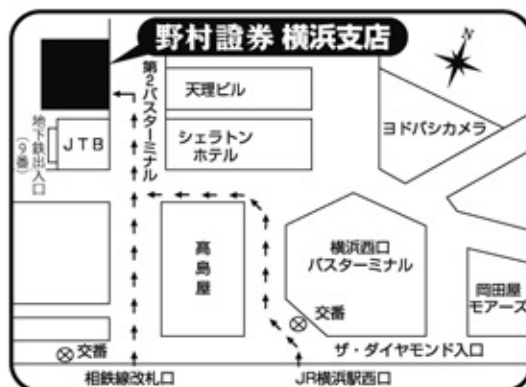 野村證券 横浜支店
N
第2バスターミナル
天理ビル
ヨドバシカメラ
地下鉄出入口
(9番)
JTB
シェラトン
ホテル
髙島屋
横浜西口
バスターミナル
岡田屋
モアーズ
交番
交番
ザ・ダイヤモンド入口
相鉄線改札口
JR横浜駅西口